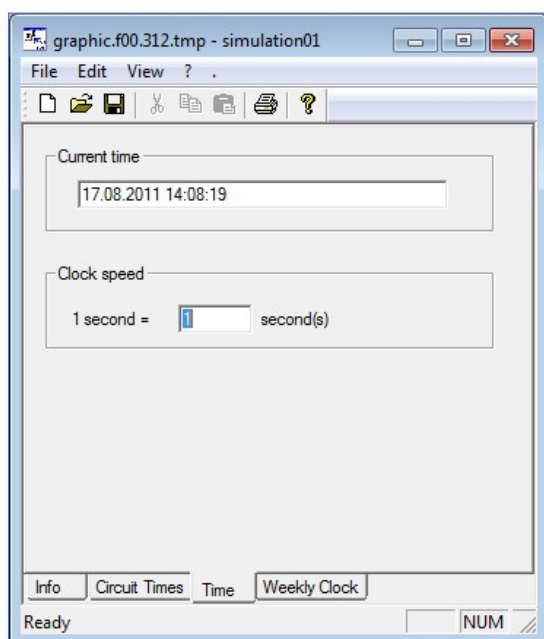 graphic.f00.312.tmp - simulation01
File Edit View ? .
Current time
17.08.2011 14:08:19
Clock speed
1 second = 1 second(s)
Info Circuit Times Time Weekly Clock
Ready NUM